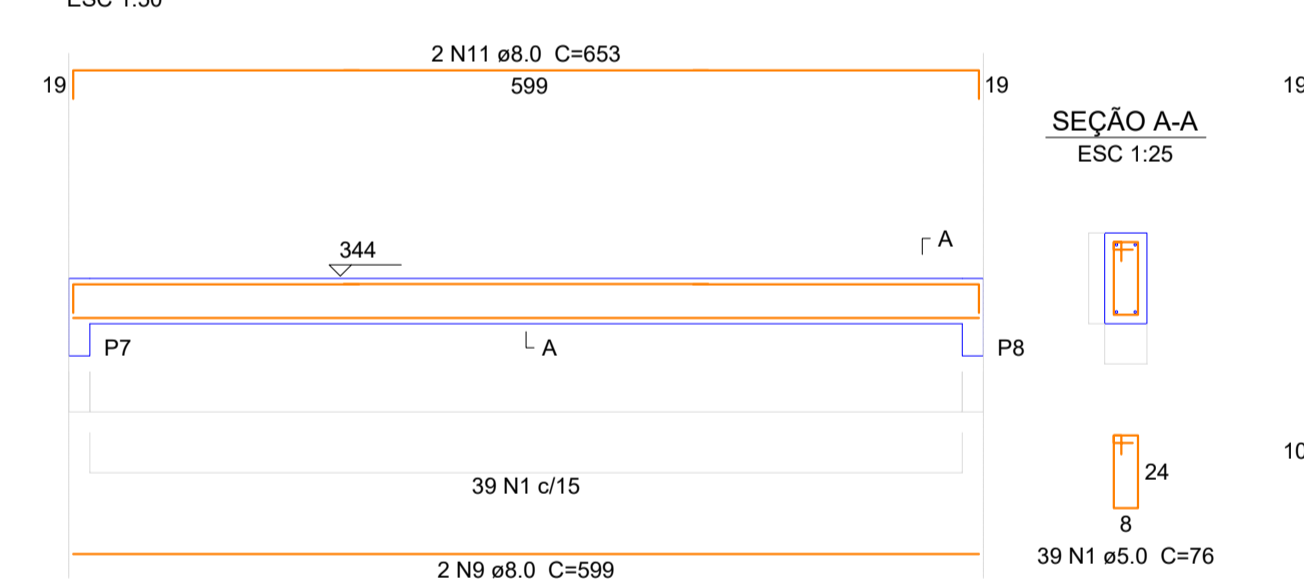 2 N11 ø8.0 C=653
19
599
19
19
SEÇÃO A-A
ESC 1:25
344
A
P7
A
P8
39 N1 c/15
24
8
39 N1 ø5.0 C=76
2 N9 ø8.0 C=599